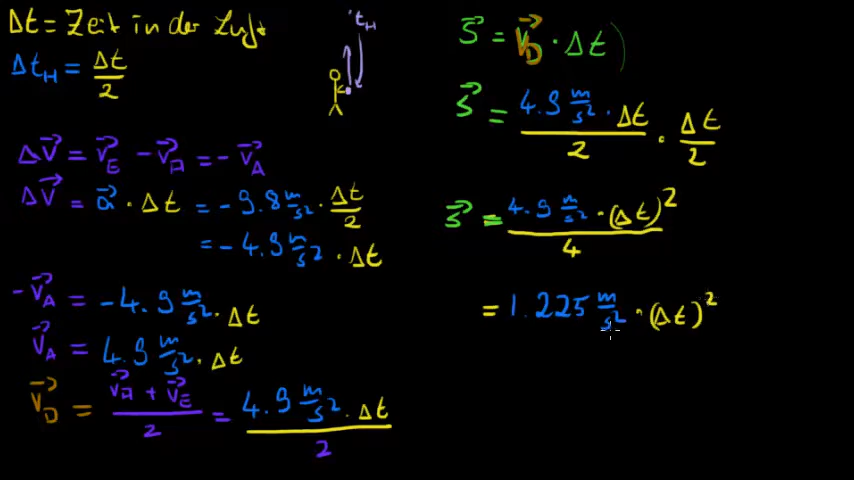 Δt = Zeit in der Luft
Δt_H = Δt/2
t_H
Δv⃗ = v⃗_E - v⃗_A = - v⃗_A
Δv⃗ = a⃗ · Δt = -9.8 m/s² · Δt/2
= -4.9 m/s² · Δt
-v⃗_A = -4.9 m/s² · Δt
v⃗_A = 4.9 m/s² · Δt
v⃗_D = (v⃗_A + v⃗_E)/2 = (4.9 m/s² · Δt)/2
s⃗ = v⃗_D · Δt
s⃗ = (4.9 m/s² · Δt)/2 · Δt/2
s⃗ = (4.9 m/s² · (Δt)²)/4
= 1.225 m/s² · (Δt)²